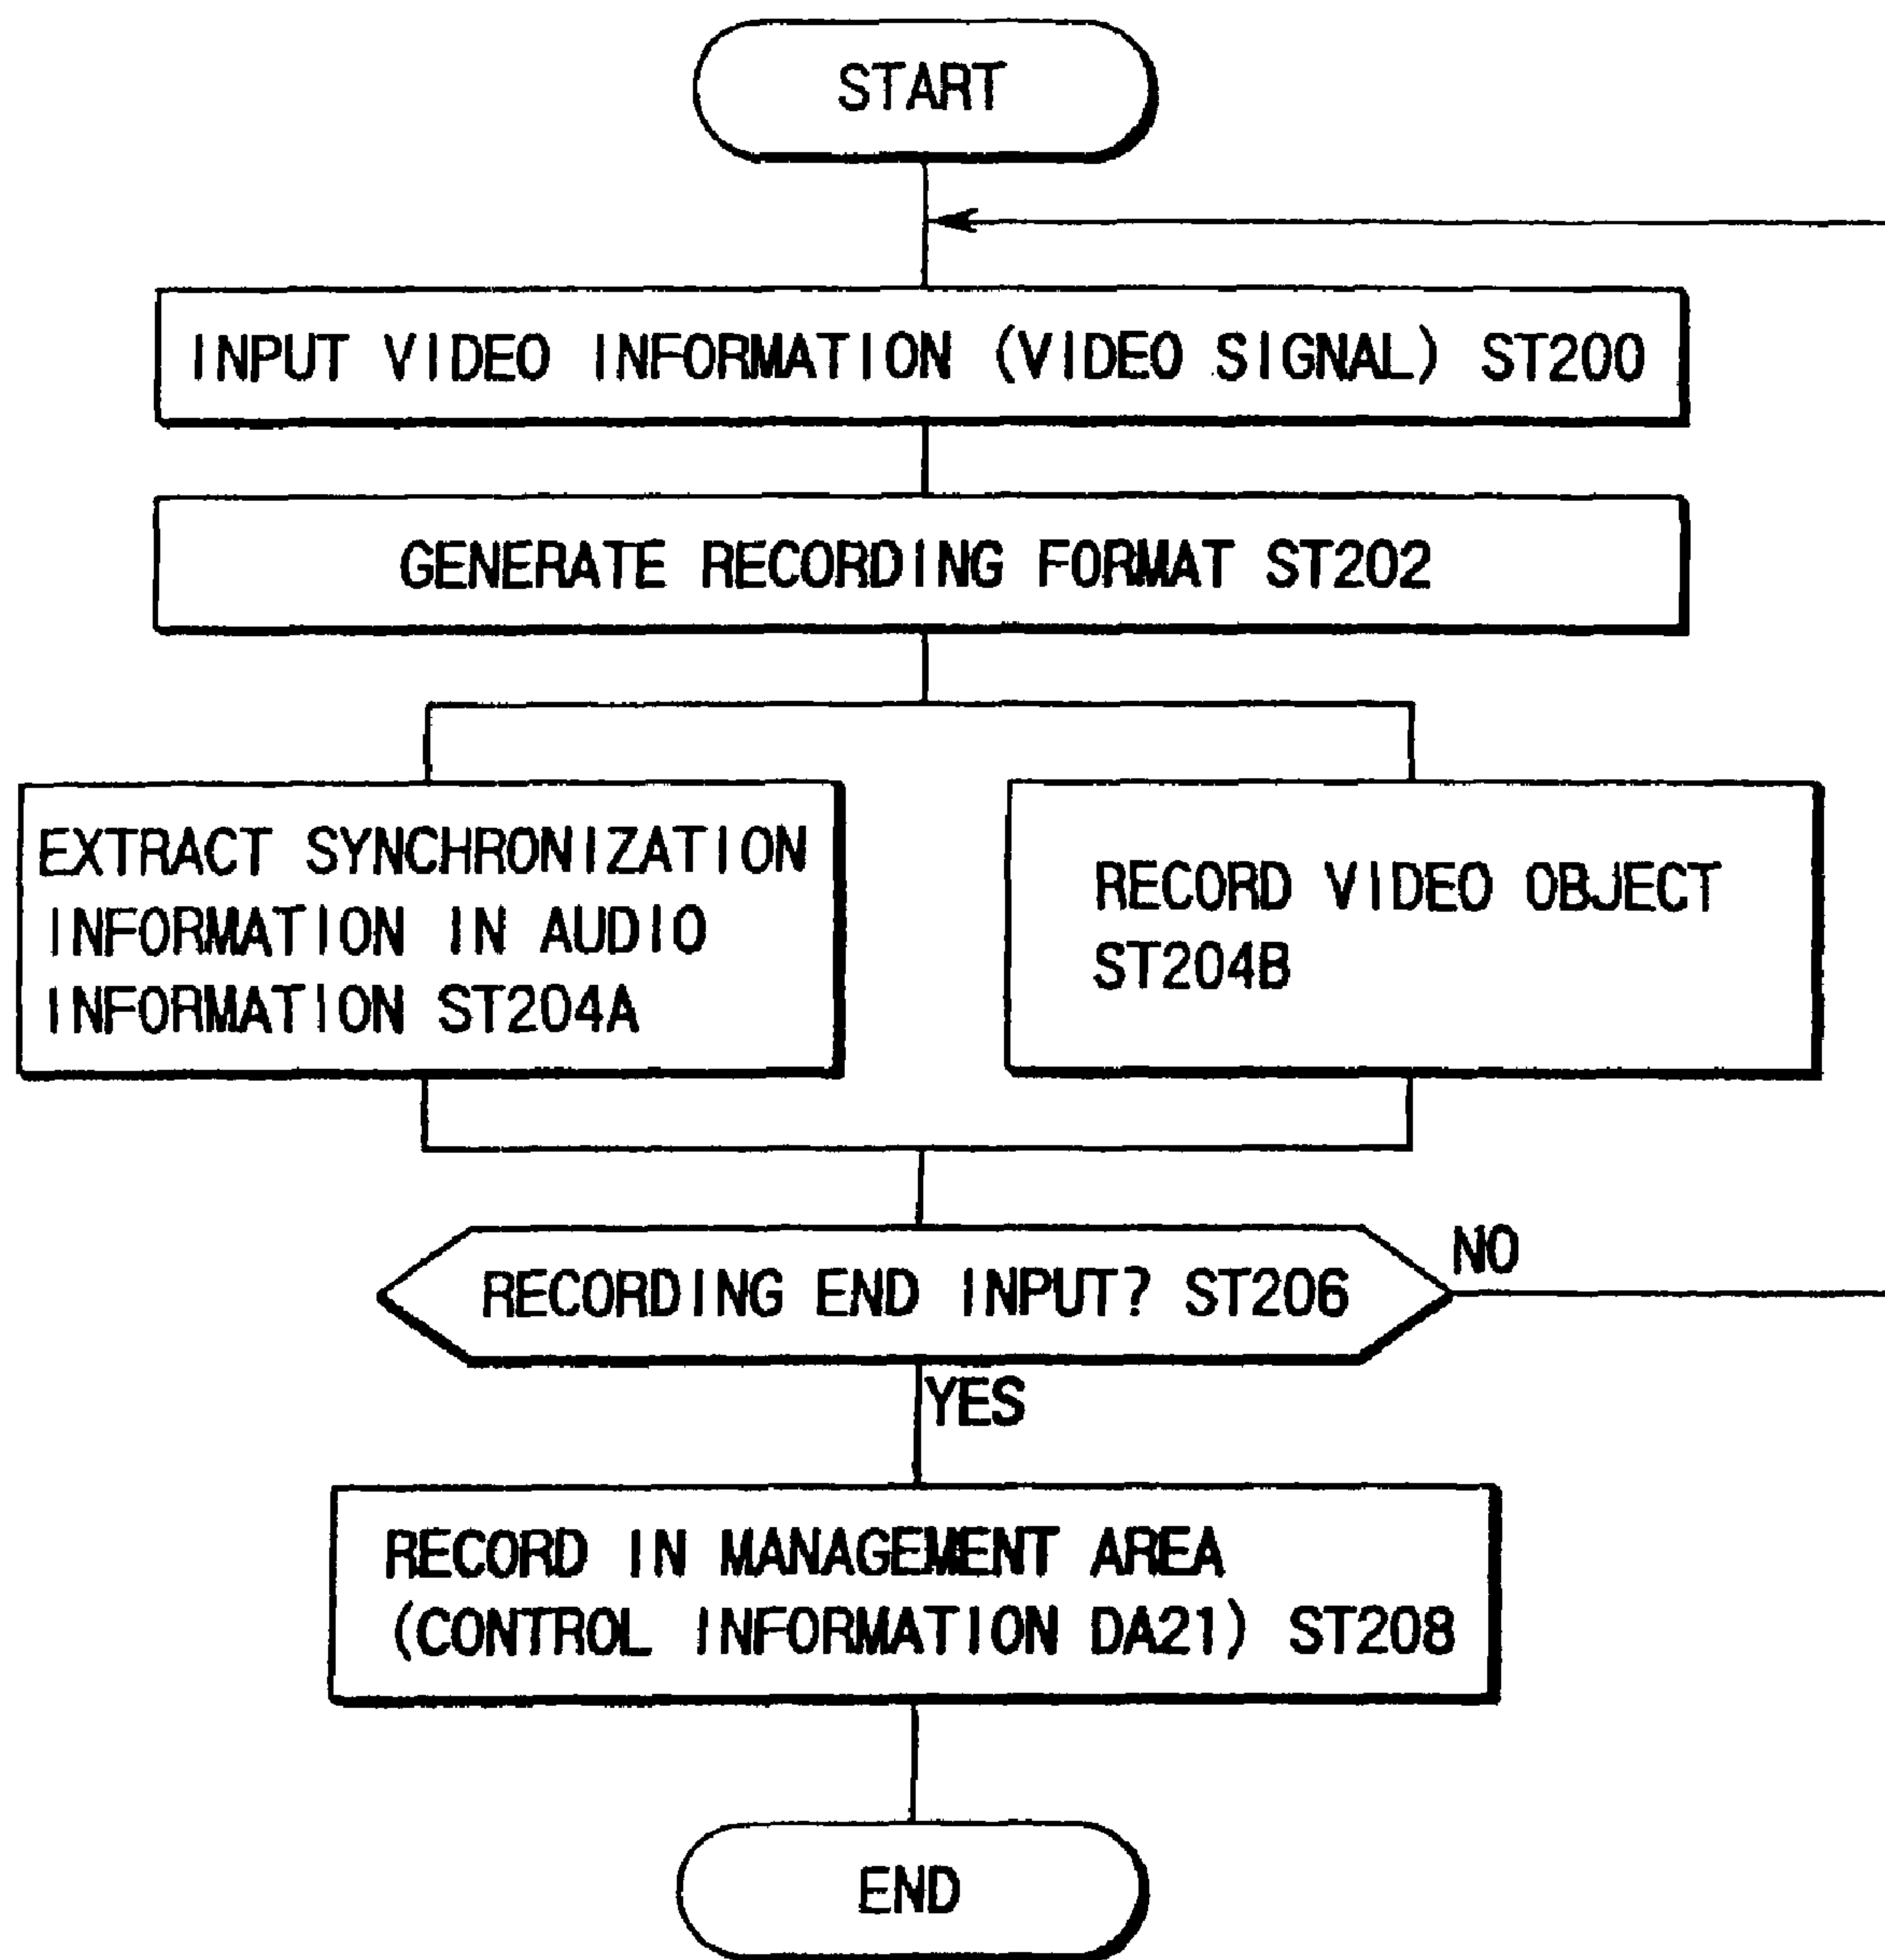 START
INPUT VIDEO INFORMATION (VIDEO SIGNAL) ST200
GENERATE RECORDING FORMAT ST202
EXTRACT SYNCHRONIZATION
INFORMATION IN AUDIO
INFORMATION ST204A
RECORD VIDEO OBJECT
ST204B
RECORDING END INPUT? ST206
NO
YES
RECORD IN MANAGEMENT AREA
(CONTROL INFORMATION DA21) ST208
END